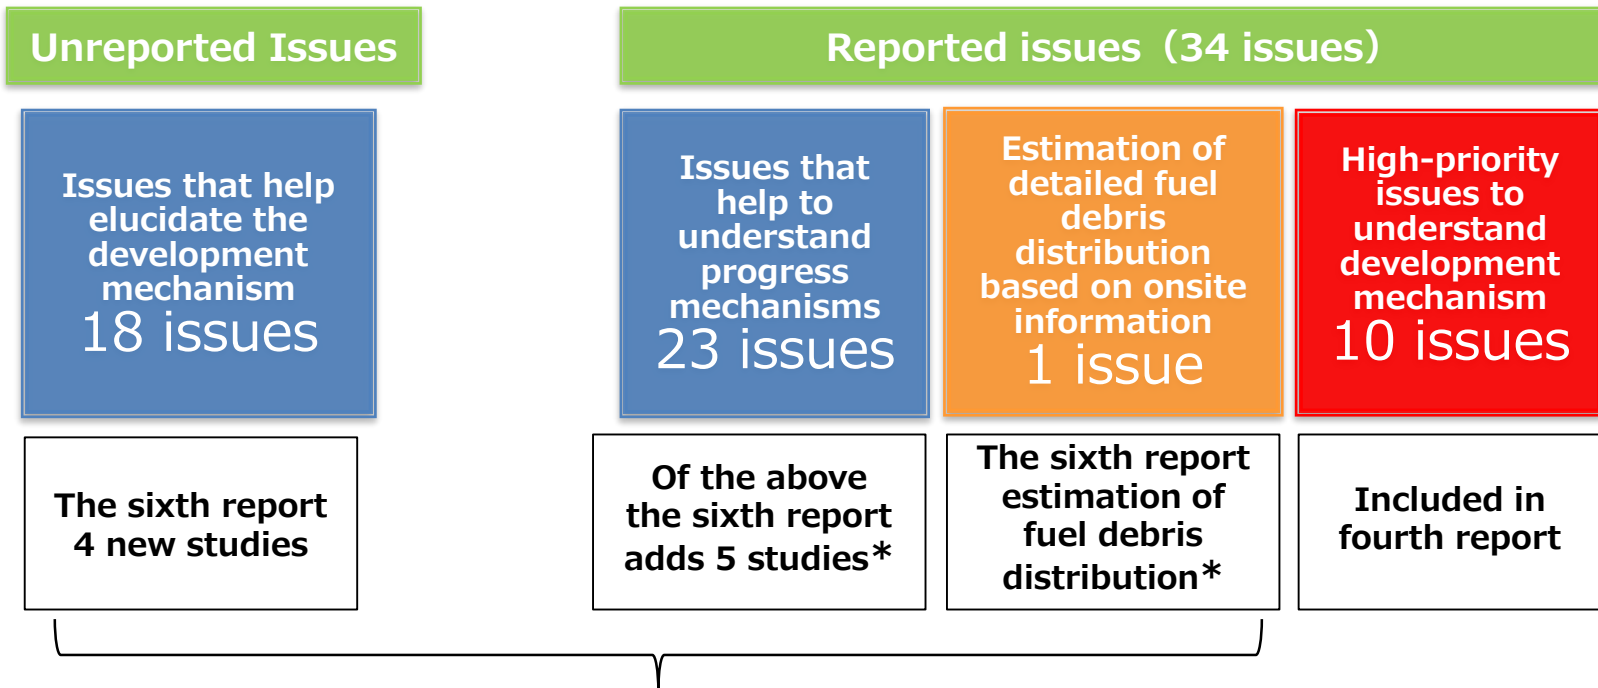 Unreported Issues
Reported issues（34 issues）
Issues that help
elucidate the
development
mechanism
18 issues
Issues that
help to
understand
progress
mechanisms
23 issues
Estimation of
detailed fuel
debris
distribution
based on onsite
information
1 issue
High-priority
issues to
understand
development
mechanism
10 issues
The sixth report
4 new studies
Of the above
the sixth report
adds 5 studies*
The sixth report
estimation of
fuel debris
distribution*
Included in
fourth report